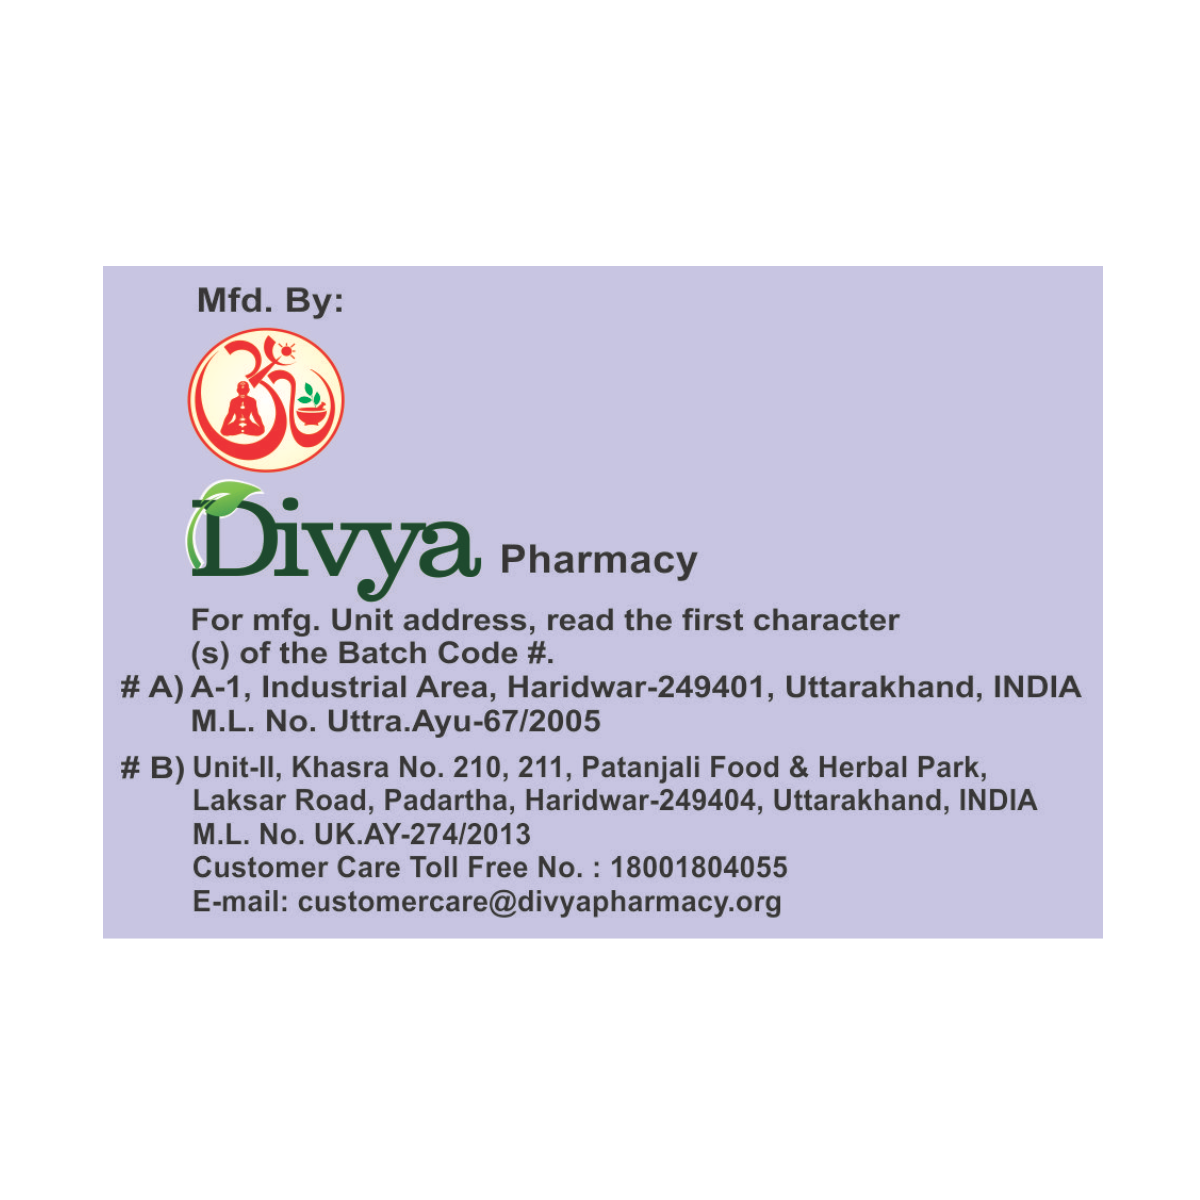 Mfd. By:
Divya Pharmacy
For mfg. Unit address, read the first character
(s) of the Batch Code #.
# A) A-1, Industrial Area, Haridwar-249401, Uttarakhand, INDIA
M.L. No. Uttra.Ayu-67/2005
# B) Unit-II, Khasra No. 210, 211, Patanjali Food & Herbal Park,
Laksar Road, Padartha, Haridwar-249404, Uttarakhand, INDIA
M.L. No. UK.AY-274/2013
Customer Care Toll Free No. : 18001804055
E-mail: customercare@divyapharmacy.org